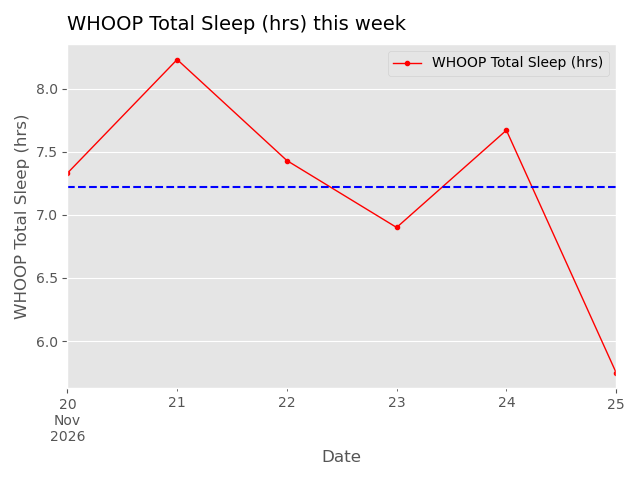 WHOOP Total Sleep (hrs) this week
WHOOP Total Sleep (hrs)
WHOOP Total Sleep (hrs)
8.0
7.5
7.0
6.5
6.0
20 21 22 23 24 25
Nov
2026
Date